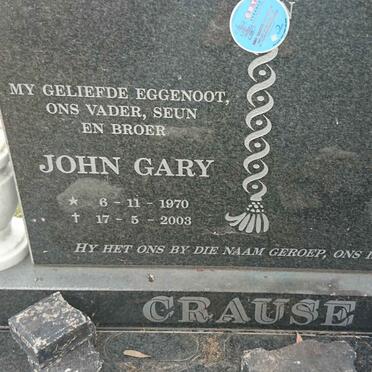 MY GELIEFDE EGGENOOT,
ONS VADER, SEUN
EN BROER
JOHN GARY
★ 6-11-1970
✝ 17-5-2003
HY HET ONS BY DIE NAAM GEROEP, ONS
CRAUSE